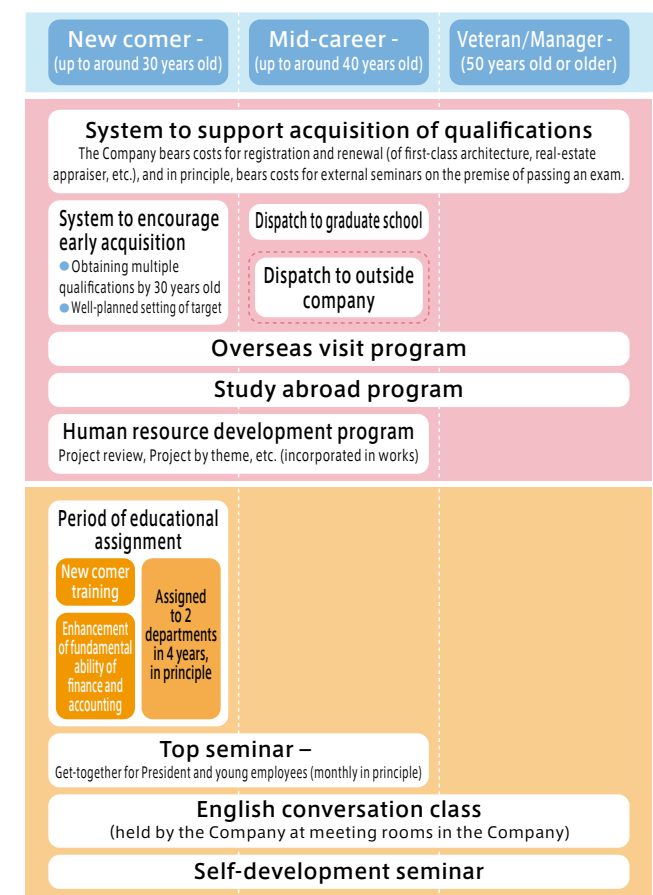 New comer -
(up to around 30 years old)
Mid-career -
(up to around 40 years old)
Veteran/Manager -
(50 years old or older)
System to support acquisition of qualifications
The Company bears costs for registration and renewal (of first-class architecture, real-estate
appraiser, etc.), and in principle, bears costs for external seminars on the premise of passing an exam.
System to encourage
early acquisition
● Obtaining multiple
qualifications by 30 years old
● Well-planned setting of target
Dispatch to graduate school
Dispatch to outside
company
Overseas visit program
Study abroad program
Human resource development program
Project review, Project by theme, etc. (incorporated in works)
Period of educational
assignment
New comer
training
Enhancement
of fundamental
ability of
finance and
accounting
Assigned
to 2
departments
in 4 years,
in principle
Top seminar –
Get-together for President and young employees (monthly in principle)
English conversation class
(held by the Company at meeting rooms in the Company)
Self-development seminar